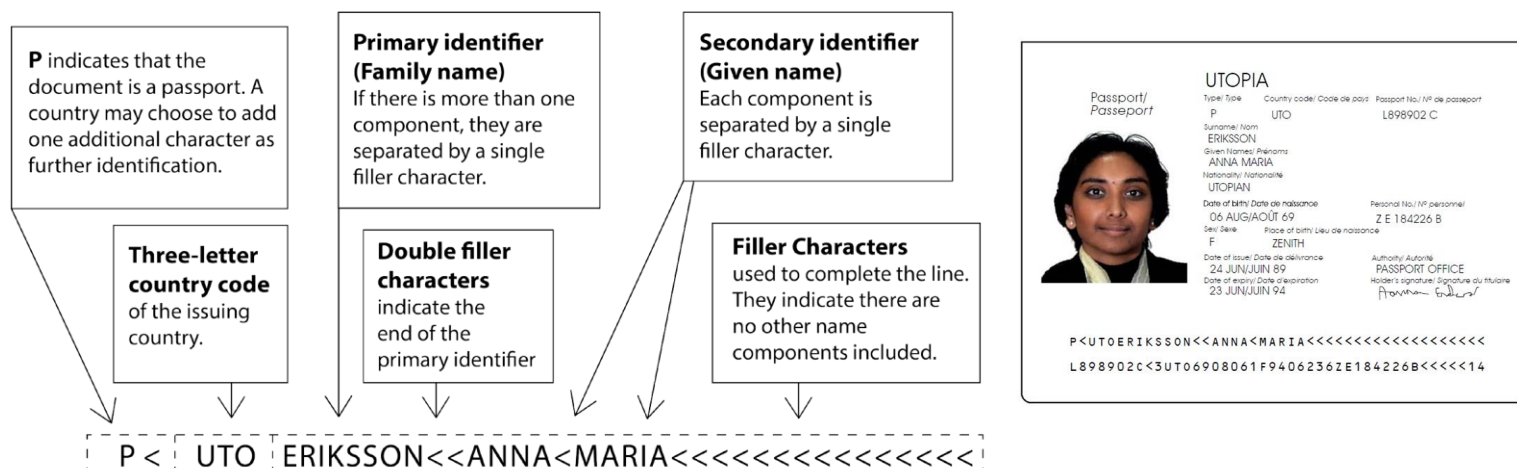 P indicates that the
document is a passport. A
country may choose to add
one additional character as
further identification.
Primary identifier
(Family name)
If there is more than one
component, they are
separated by a single
filler character.
Secondary identifier
(Given name)
Each component is
separated by a single
filler character.
Three-letter
country code
of the issuing
country.
Double filler
characters
indicate the
end of the
primary identifier
Filler Characters
used to complete the line.
They indicate there are
no other name
components included.
P< UTO ERIKSSON<<ANNA<MARIA<<<<<<<<<<<<<<<
Passport/
Passeport
UTOPIA
Type/ Type Country code/ Code de pays Passport No./ Nº de passeport
P UTO L898902 C
Surname/ Nom
ERIKSSON
Given Names/ Prénoms
ANNA MARIA
Nationality/ Nationalité
UTOPIAN
Date of birth/ Date de naissance Personal No./ Nº personnel
06 AUG/AOÛT 69 Z E 184226 B
Sex/ Sexe Place of birth/ Lieu de naissance
F ZENITH
Date of issue/ Date de délivrance Authority/ Autorité
24 JUN/JUIN 89 PASSPORT OFFICE
Date of expiry/ Date d'expiration Holder's signature/ Signature du titulaire
23 JUN/JUIN 94
P<UTOERIKSSON<<ANNA<MARIA<<<<<<<<<<<<<<<<<<<
L898902C<3UTO6908061F9406236ZE184226B<<<<<14